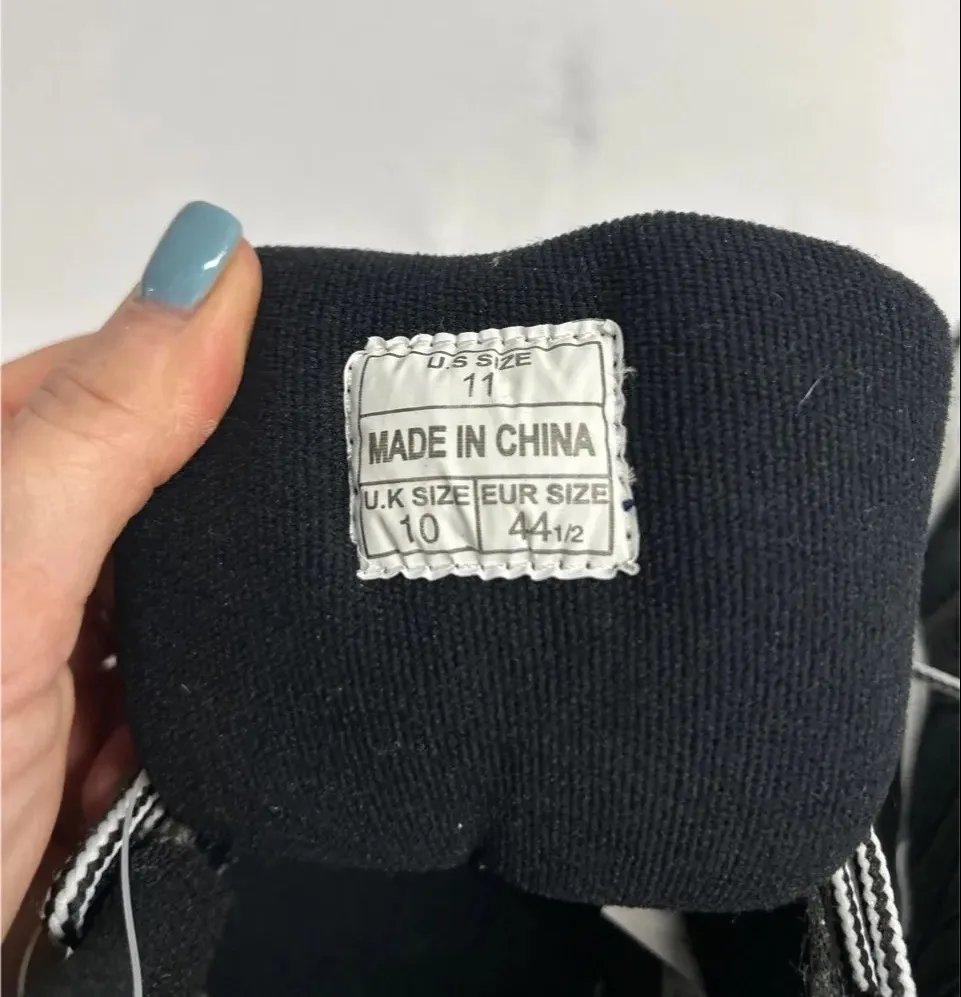 U.S SIZE
11
MADE IN CHINA
U.K SIZE EUR SIZE
10 44 1/2